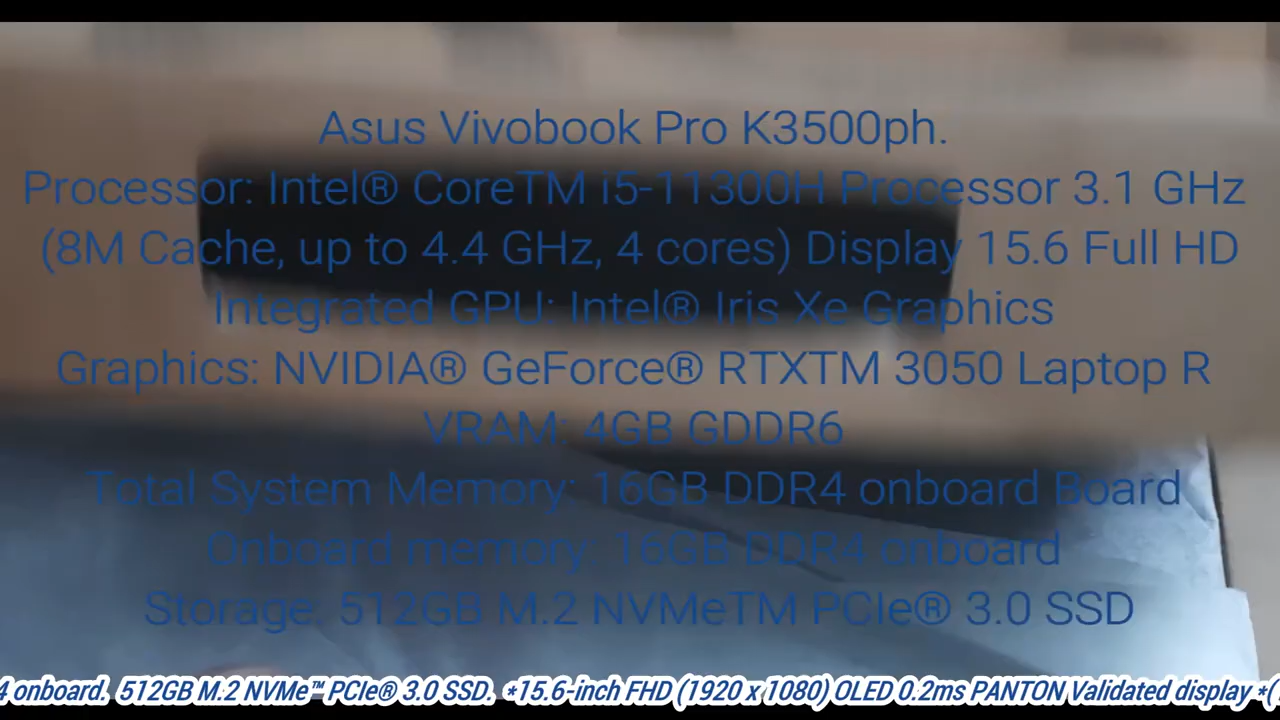 Asus Vivobook Pro K3500ph.
Processor: Intel® CoreTM i5-11300H Processor 3.1 GHz
(8M Cache, up to 4.4 GHz, 4 cores) Display 15.6 Full HD
Integrated GPU: Intel® Iris Xe Graphics
Graphics: NVIDIA® GeForce® RTXTM 3050 Laptop R
VRAM: 4GB GDDR6
Total System Memory: 16GB DDR4 onboard Board
Onboard memory: 16GB DDR4 onboard
Storage: 512GB M.2 NVMeTM PCIe® 3.0 SSD
4 onboard. 512GB M.2 NVMe™ PCIe® 3.0 SSD. *15.6-inch FHD (1920 x 1080) OLED 0.2ms PANTON Validated display *(